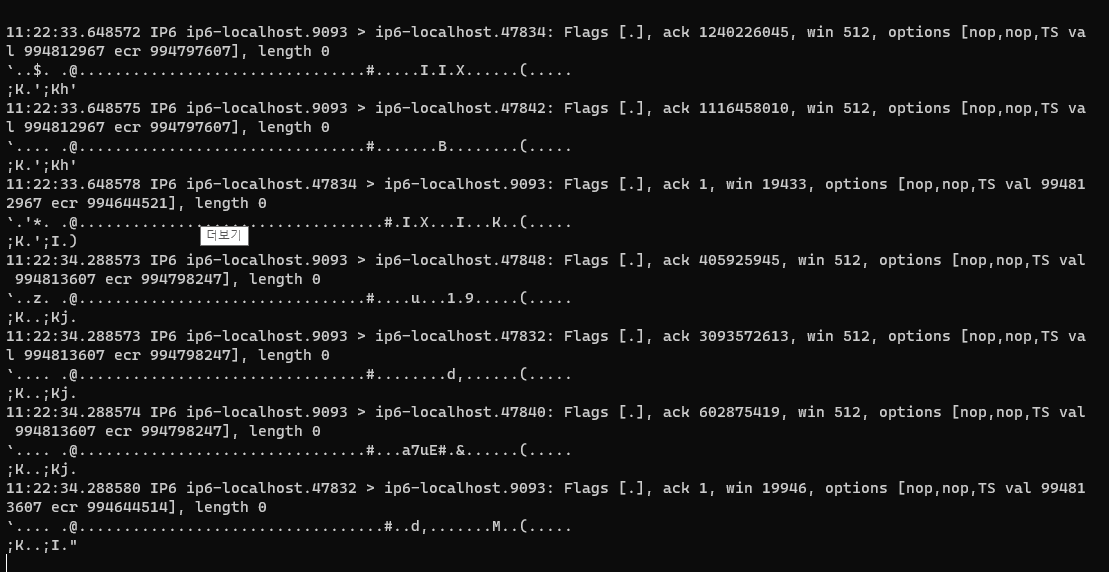 11:22:33.648572 IP6 ip6-localhost.9093 > ip6-localhost.47834: Flags [.], ack 1240226045, win 512, options [nop,nop,TS va
l 994812967 ecr 994797607], length 0
`..$. .@................................#.....I.I.X......(.....
;K.';Kh'
11:22:33.648575 IP6 ip6-localhost.9093 > ip6-localhost.47842: Flags [.], ack 1116458010, win 512, options [nop,nop,TS va
l 994812967 ecr 994797607], length 0
`.... .@................................#.......B........(.....
;K.';Kh'
11:22:33.648578 IP6 ip6-localhost.47834 > ip6-localhost.9093: Flags [.], ack 1, win 19433, options [nop,nop,TS val 99481
2967 ecr 994644521], length 0
`.'*. .@..................................#.I.X...I...K..(.....
더보기
;K.';I.)
11:22:34.288573 IP6 ip6-localhost.9093 > ip6-localhost.47848: Flags [.], ack 405925945, win 512, options [nop,nop,TS val
 994813607 ecr 994798247], length 0
`..z. .@................................#....u...1.9.....(.....
;K..;Kj.
11:22:34.288573 IP6 ip6-localhost.9093 > ip6-localhost.47832: Flags [.], ack 3093572613, win 512, options [nop,nop,TS va
l 994813607 ecr 994798247], length 0
`.... .@................................#........d,......(.....
;K..;Kj.
11:22:34.288574 IP6 ip6-localhost.9093 > ip6-localhost.47840: Flags [.], ack 602875419, win 512, options [nop,nop,TS val
 994813607 ecr 994798247], length 0
`.... .@................................#...a7uE#.&......(.....
;K..;Kj.
11:22:34.288580 IP6 ip6-localhost.47832 > ip6-localhost.9093: Flags [.], ack 1, win 19946, options [nop,nop,TS val 99481
3607 ecr 994644514], length 0
`.... .@..................................#..d,.......M..(.....
;K..;I."